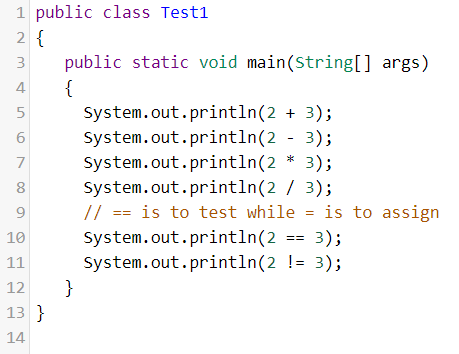 1 public class Test1
2 {
3 public static void main(String[] args)
4 {
5 System.out.println(2 + 3);
6 System.out.println(2 - 3);
7 System.out.println(2 * 3);
8 System.out.println(2 / 3);
9 // == is to test while = is to assign
10 System.out.println(2 == 3);
11 System.out.println(2 != 3);
12 }
13 }
14